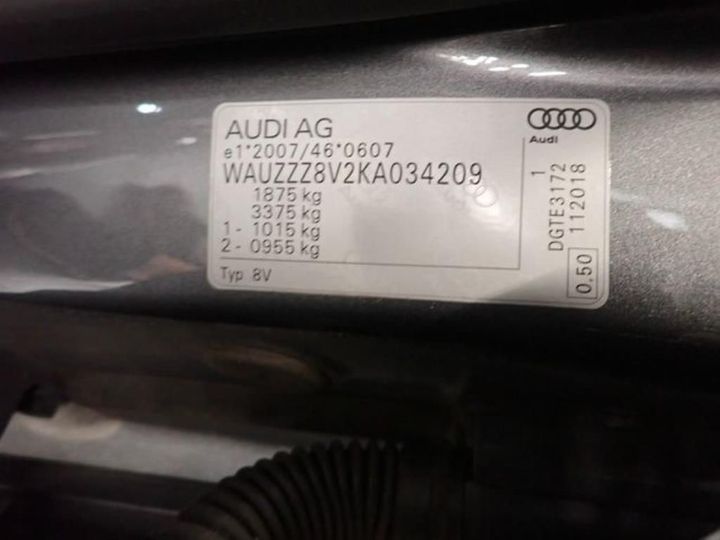 AUDI AG
e1*2007/46*0607
WAUZZZ8V2KA034209
1875 kg
3375 kg
1 - 1015 kg
2 - 0955 kg
Typ 8V
Audi
DGTE3172 1
112018
0,50